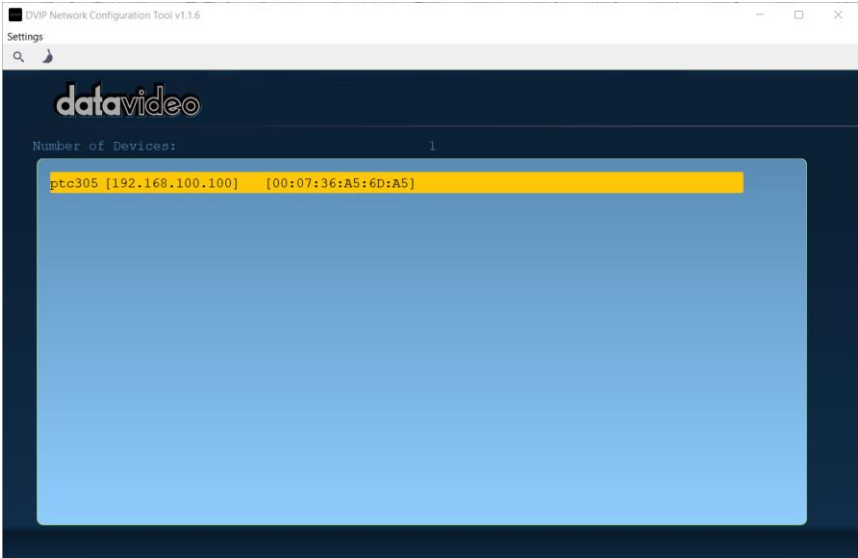 DVIP Network Configuration Tool v1.1.6
Settings
datavideo
Number of Devices: 1
ptc305 [192.168.100.100] [00:07:36:A5:6D:A5]